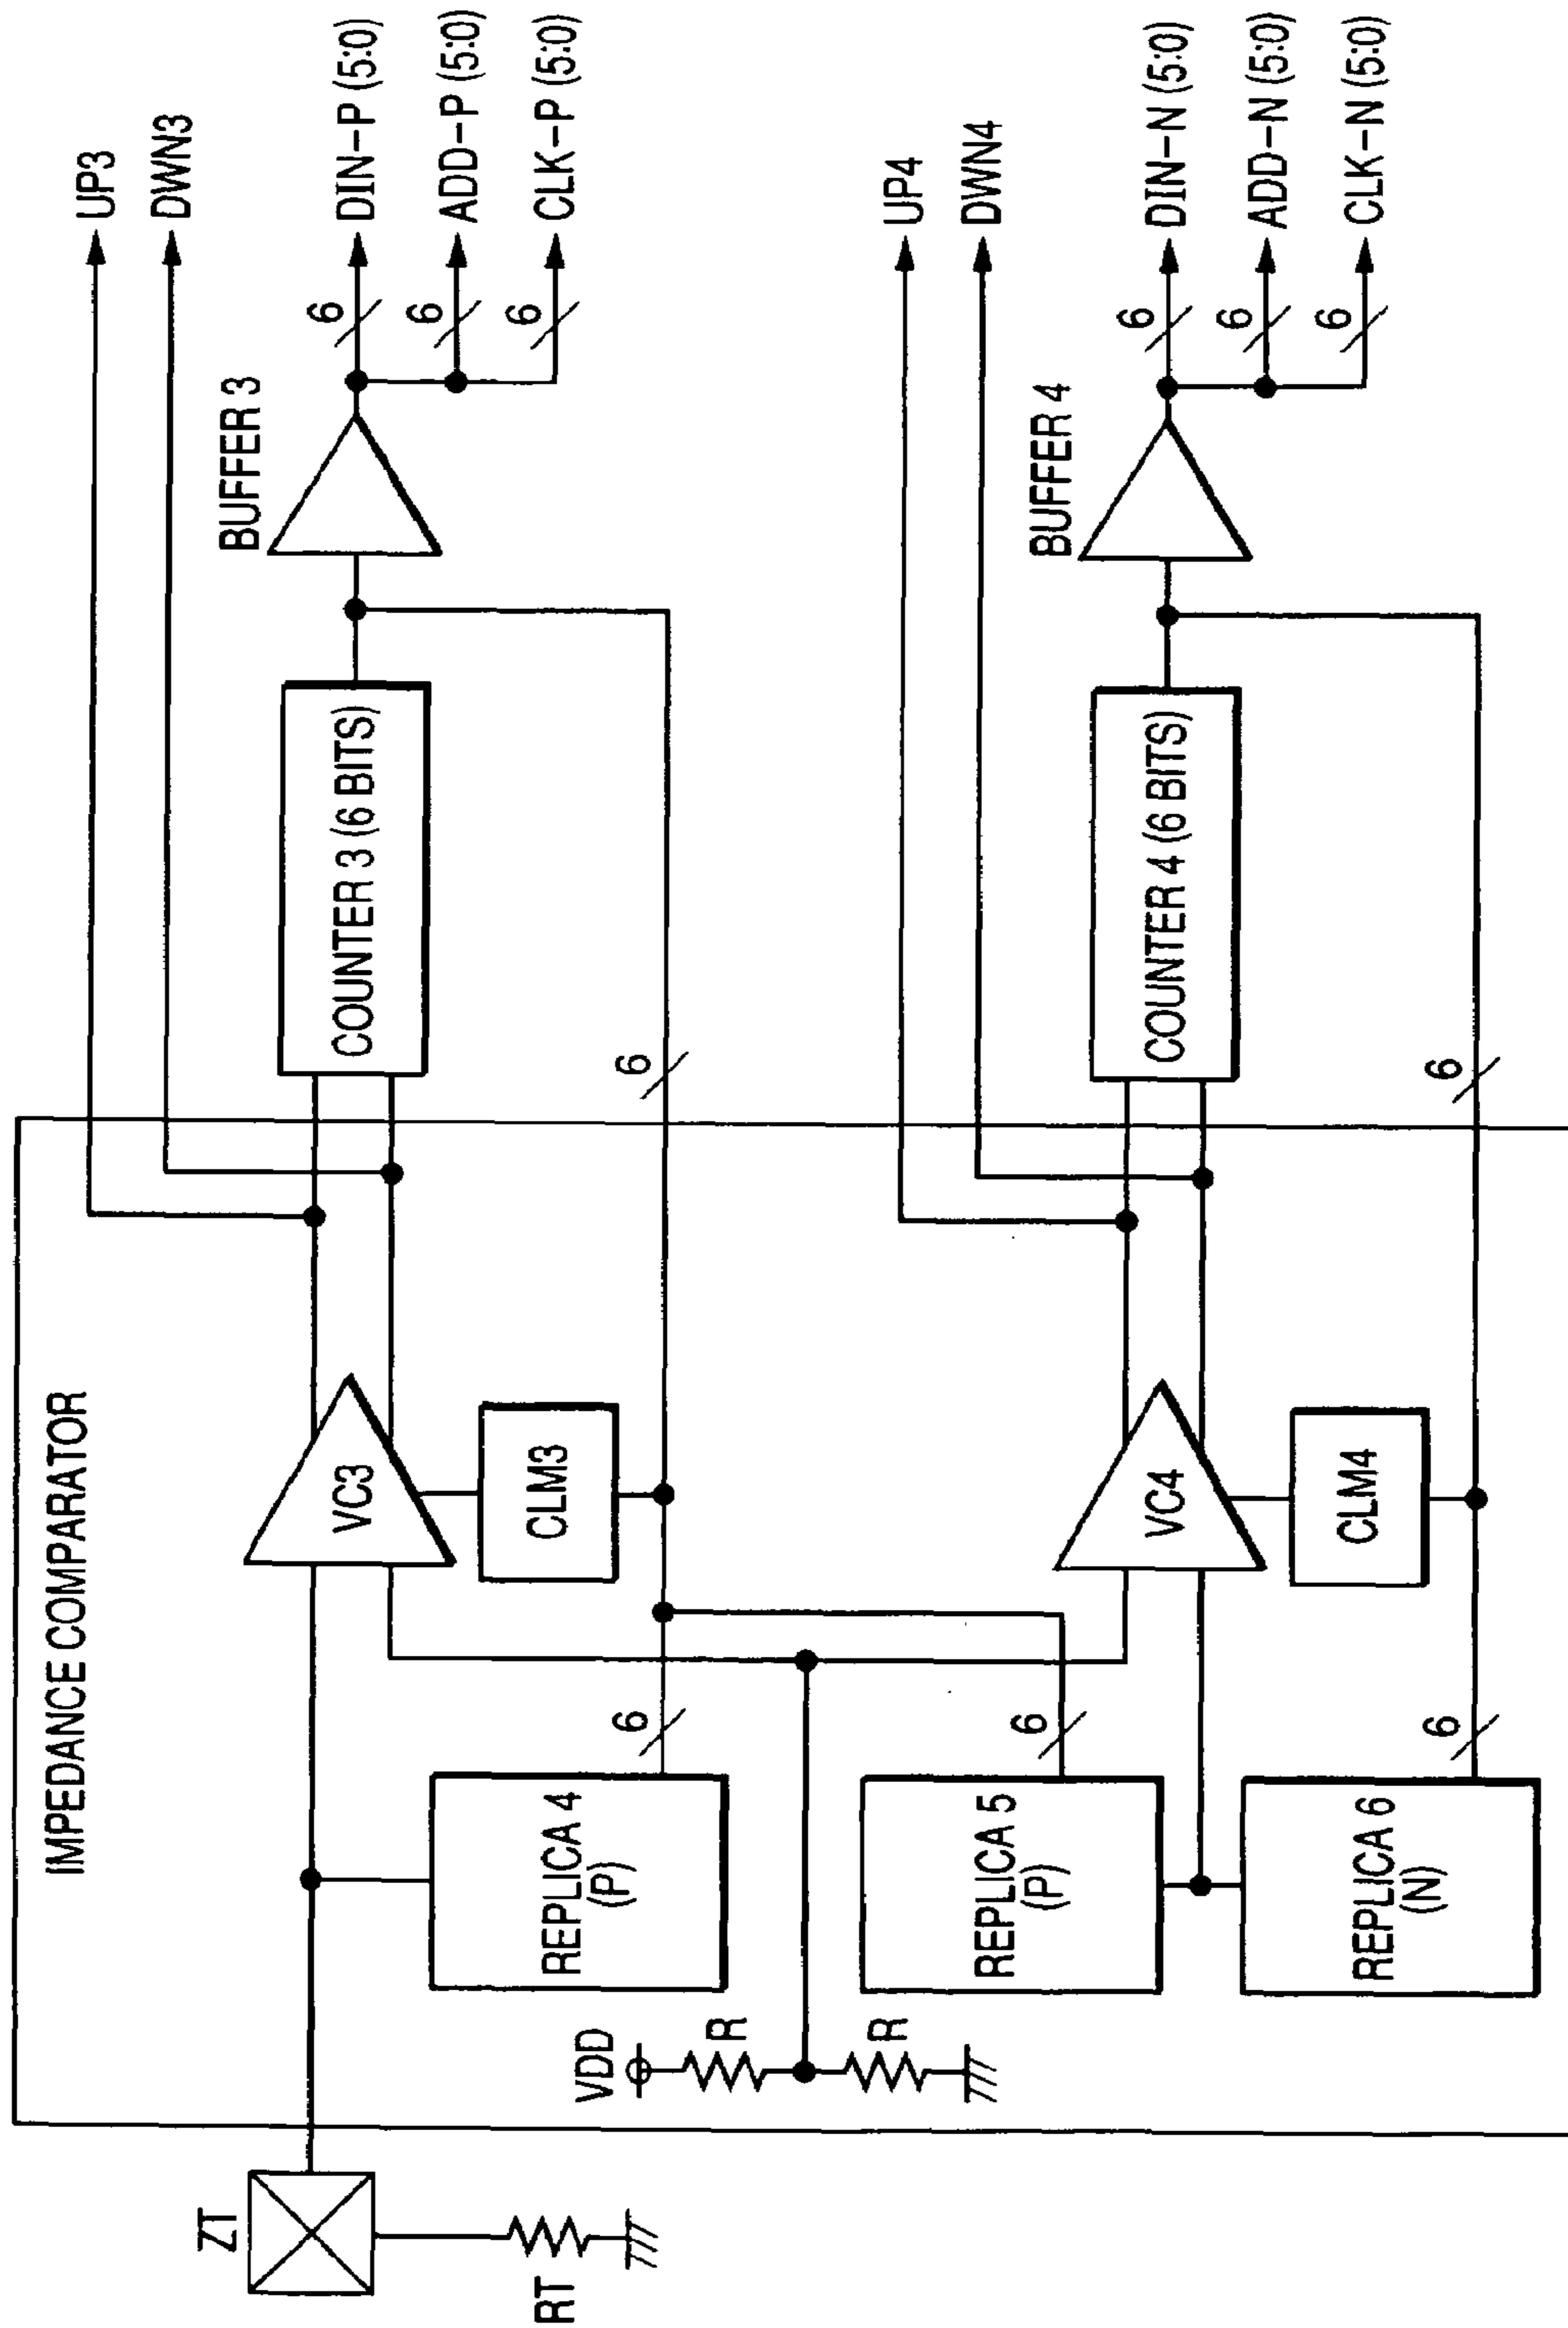 IMPEDANCE COMPARATOR
UP3
DWN3
ZT
RT
VC3
CLM3
COUNTER 3 (6 BITS)
BUFFER 3
6
DIN-P (5:0)
6
ADD-P (5:0)
6
CLK-P (5:0)
6
REPLICA 4
(P)
6
VDD
R
R
UP4
DWN4
REPLICA 5
(P)
6
VC4
CLM4
COUNTER 4 (6 BITS)
BUFFER 4
6
DIN-N (5:0)
6
ADD-N (5:0)
6
CLK-N (5:0)
REPLICA 6
(N)
6
6